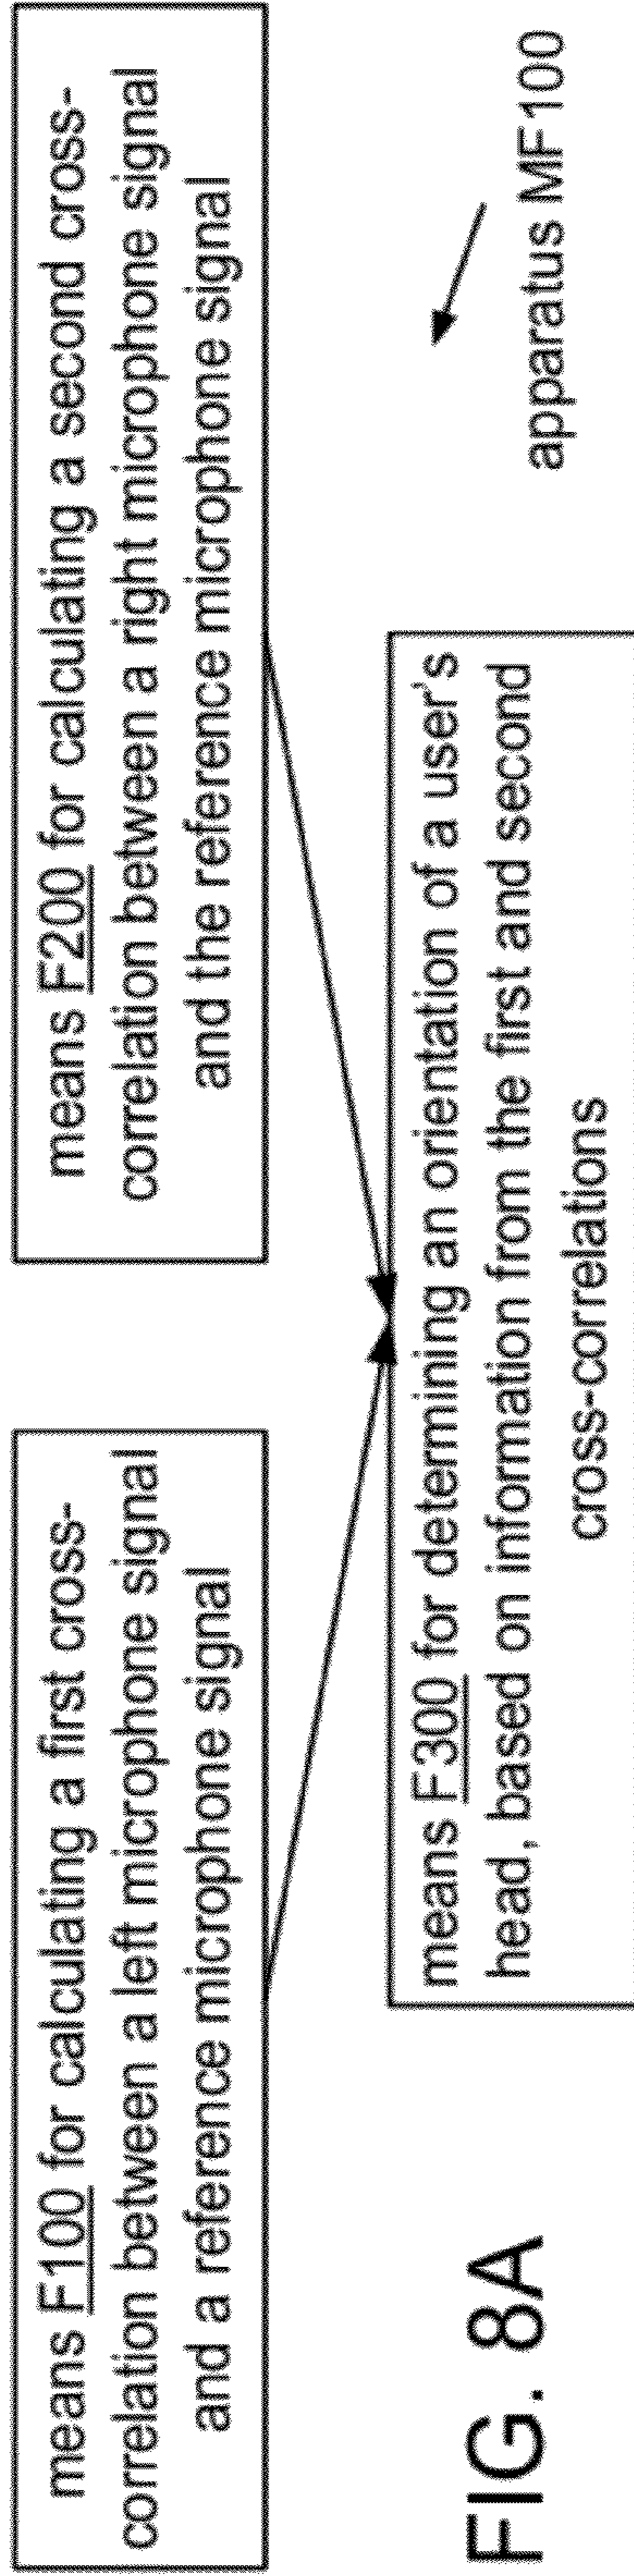 means F100 for calculating a first cross-
correlation between a left microphone signal
and a reference microphone signal
means F200 for calculating a second cross-
correlation between a right microphone signal
and the reference microphone signal
means F300 for determining an orientation of a user's
head, based on information from the first and second
cross-correlations
apparatus MF100
FIG. 8A